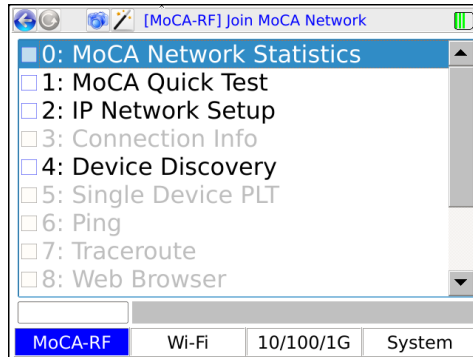 [MoCA-RF] Join MoCA Network
0: MoCA Network Statistics
1: MoCA Quick Test
2: IP Network Setup
3: Connection Info
4: Device Discovery
5: Single Device PLT
6: Ping
7: Traceroute
8: Web Browser
MoCA-RF Wi-Fi 10/100/1G System